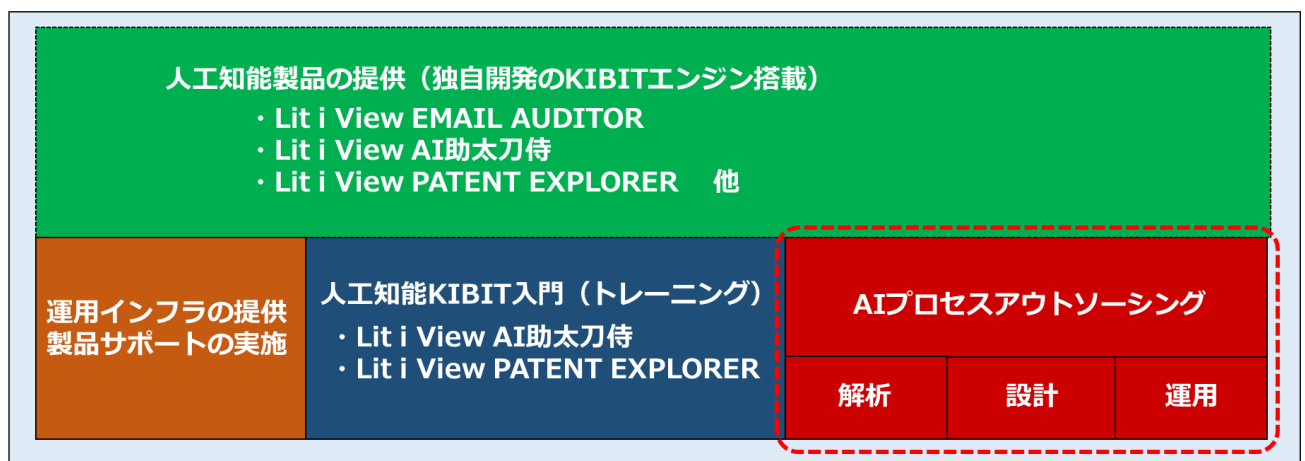 人工知能製品の提供（独自開発のKIBITエンジン搭載）
・Lit i View EMAIL AUDITOR
・Lit i View AI助太刀侍
・Lit i View PATENT EXPLORER　他
運用インフラの提供
製品サポートの実施
人工知能KIBIT入門（トレーニング）
・Lit i View AI助太刀侍
・Lit i View PATENT EXPLORER
AIプロセスアウトソーシング
解析
設計
運用